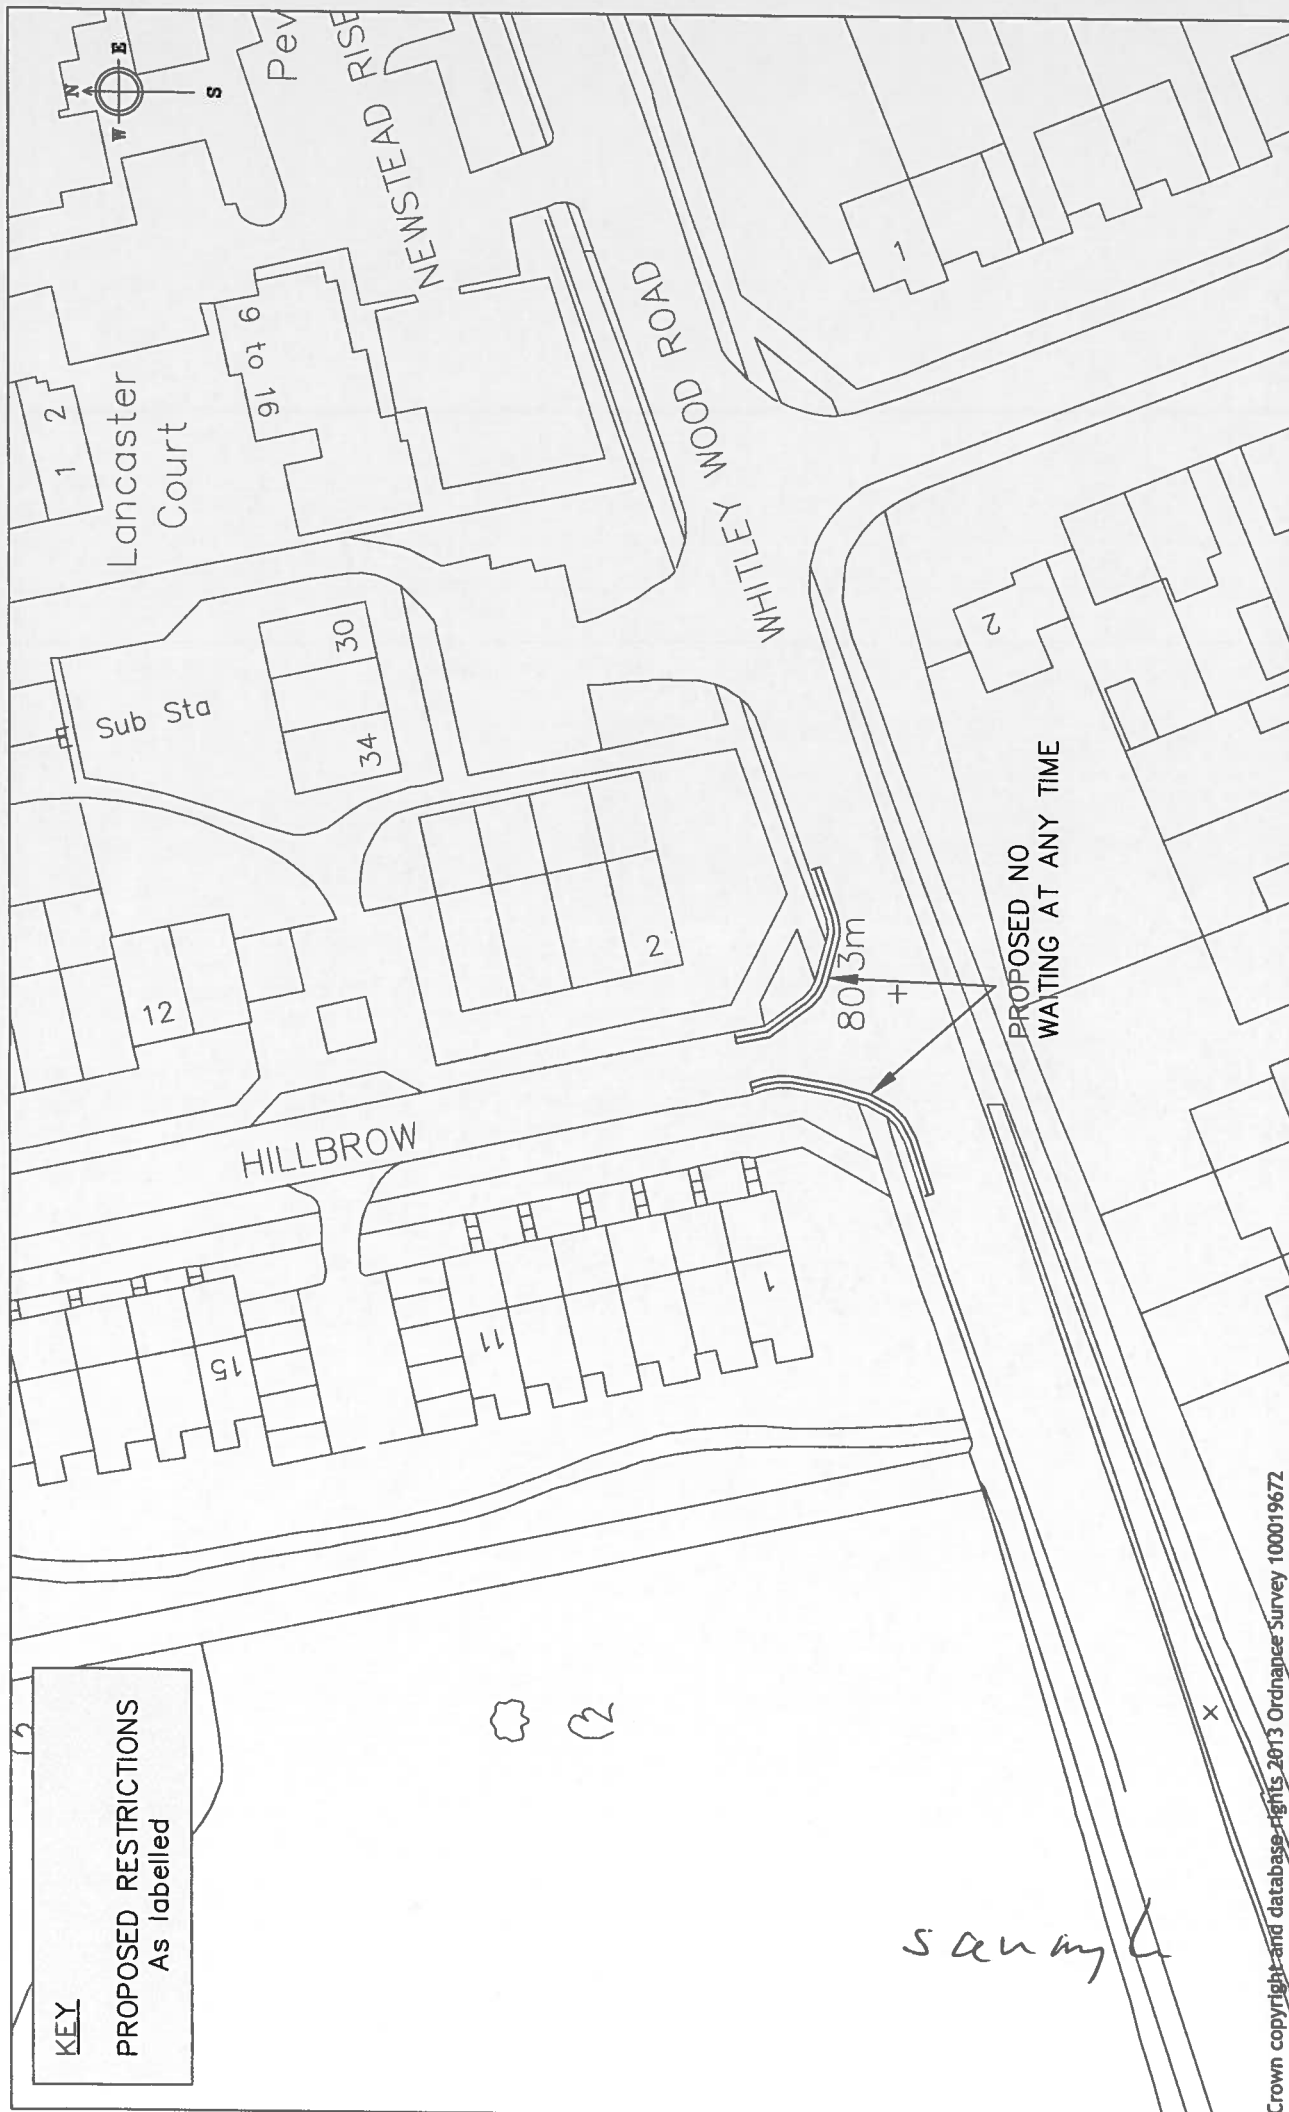 KEY
PROPOSED RESTRICTIONS
As labelled
N
E
S
W
Pev
NEWSTEAD RISE
Lancaster
Court
1 2
9 to 16
WHITLEY WOOD ROAD
Sub Sta
E
30
34
12
2
HILLBROW
15
11
1
80.3m
+
PROPOSED NO
WAITING AT ANY TIME
1
2
x
Crown copyright and database rights 2013 Ordnance Survey 100019672